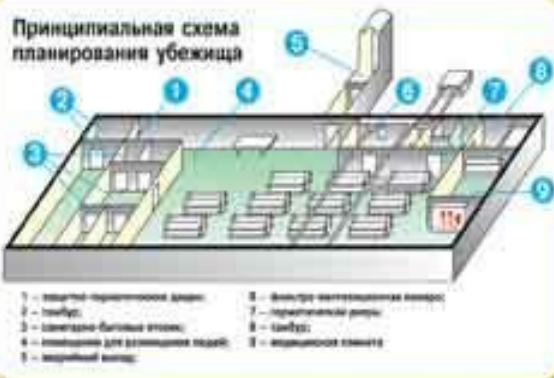 Принципиальная схема
планирования убежища
5
8
2
1
4
6
7
3
9
1 – защитно-герметические двери;
2 – тамбур;
3 – санитарно-бытовые отсеки;
4 – помещение для размещения людей;
5 – аварийный выход;
6 – фильтро-вентиляционная камера;
7 – герметическая дверь;
8 – тамбур;
9 – медицинская комната